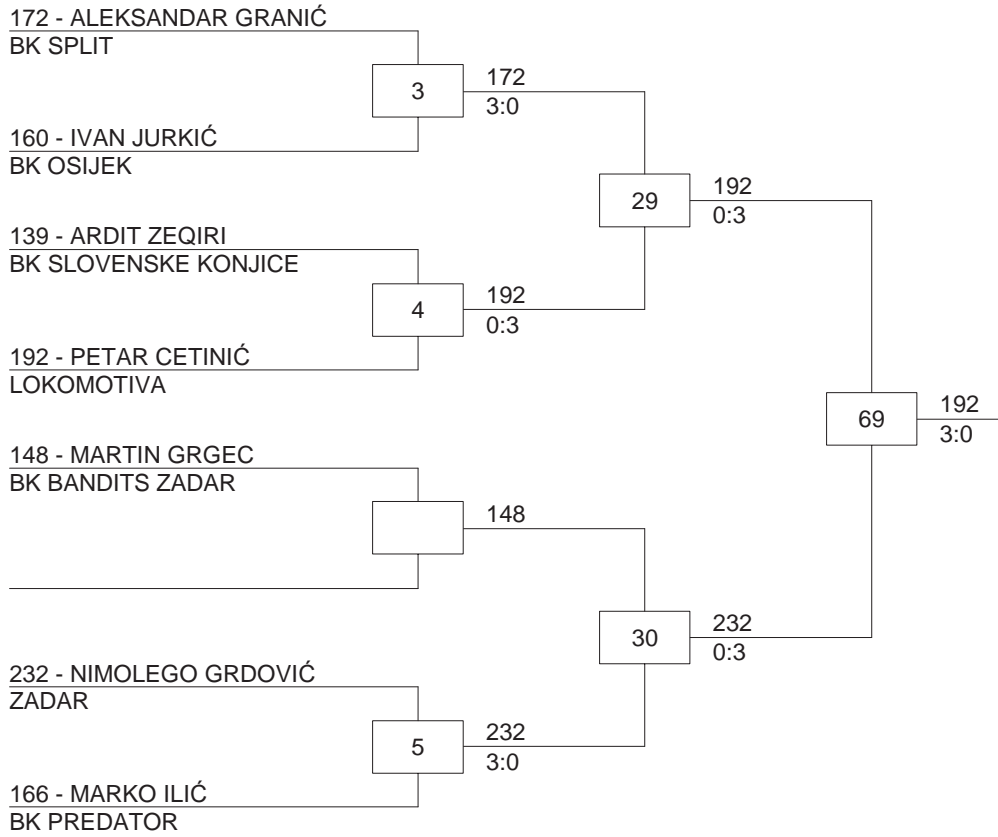 172 - ALEKSANDAR GRANIĆ
BK SPLIT
3
172
3:0
160 - IVAN JURKIĆ
BK OSIJEK
29
192
0:3
139 - ARDIT ZEQIRI
BK SLOVENSKE KONJICE
4
192
0:3
192 - PETAR CETINIĆ
LOKOMOTIVA
69
192
3:0
148 - MARTIN GRGEC
BK BANDITS ZADAR
148
30
232
0:3
232 - NIMOLEGO GRDOVIĆ
ZADAR
5
232
3:0
166 - MARKO ILIĆ
BK PREDATOR